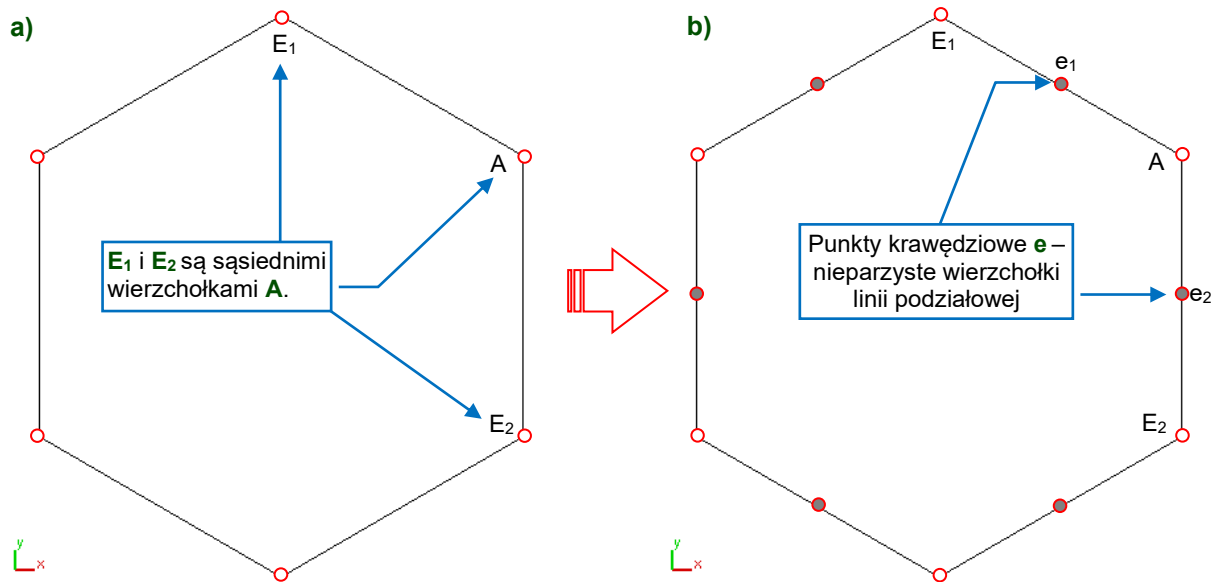 a)
E₁
A
E₁ i E₂ są sąsiednimi
wierzchołkami A.
E₂
y
x
b)
E₁
e₁
A
Punkty krawędziowe e –
nieparzyste wierzchołki
linii podziałowej
e₂
E₂
y
x